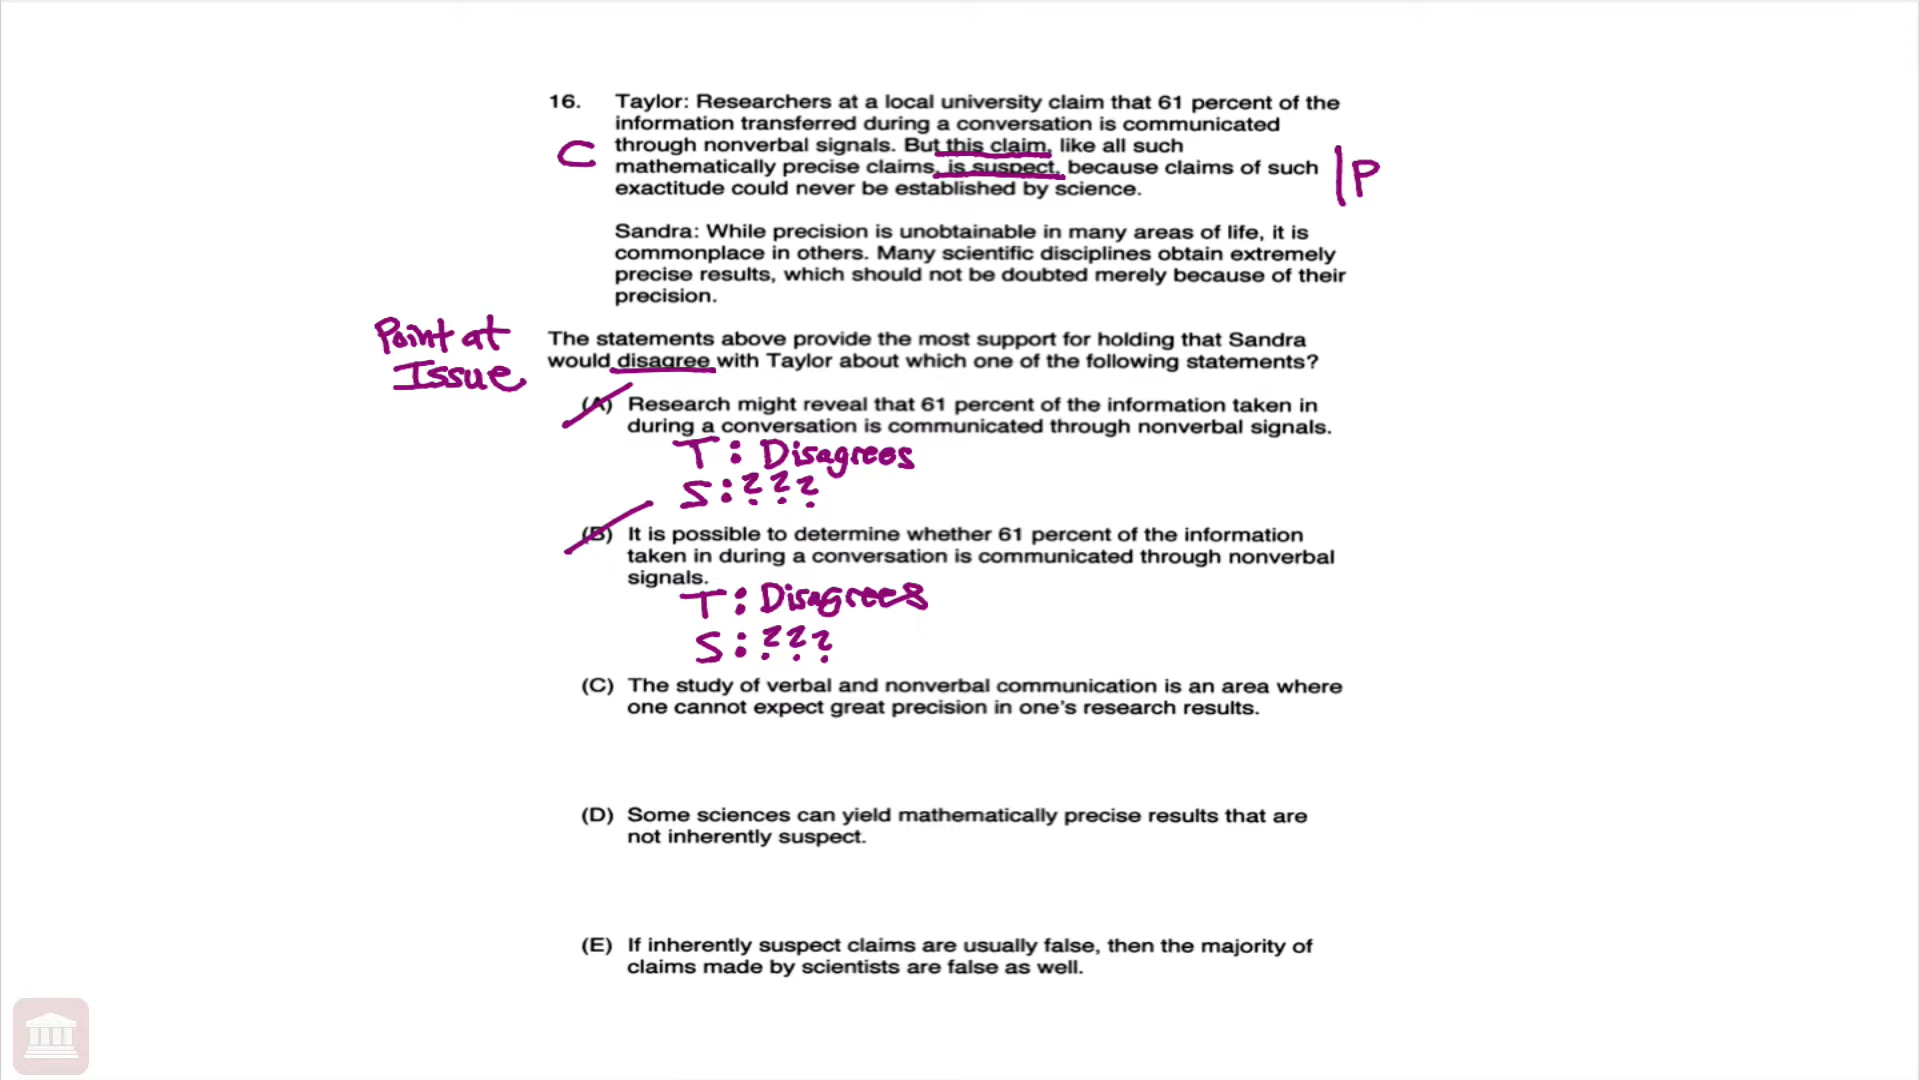 16. Taylor: Researchers at a local university claim that 61 percent of the
information transferred during a conversation is communicated
through nonverbal signals. But this claim, like all such
C
mathematically precise claims, is suspect, because claims of such
|P
exactitude could never be established by science.
Sandra: While precision is unobtainable in many areas of life, it is
commonplace in others. Many scientific disciplines obtain extremely
precise results, which should not be doubted merely because of their
precision.
Point at
Issue
The statements above provide the most support for holding that Sandra
would disagree with Taylor about which one of the following statements?
(A) Research might reveal that 61 percent of the information taken in
during a conversation is communicated through nonverbal signals.
T: Disagrees
S: ???
(B) It is possible to determine whether 61 percent of the information
taken in during a conversation is communicated through nonverbal
signals.
T: Disagrees
S: ???
(C) The study of verbal and nonverbal communication is an area where
one cannot expect great precision in one's research results.
(D) Some sciences can yield mathematically precise results that are
not inherently suspect.
(E) If inherently suspect claims are usually false, then the majority of
claims made by scientists are false as well.